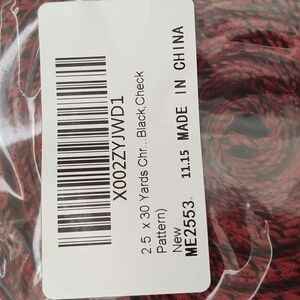 X002ZYJWD1
2.5 x 30 Yards Chr...Black,Check
Pattern)
New
ME2553 11.15 MADE IN CHINA